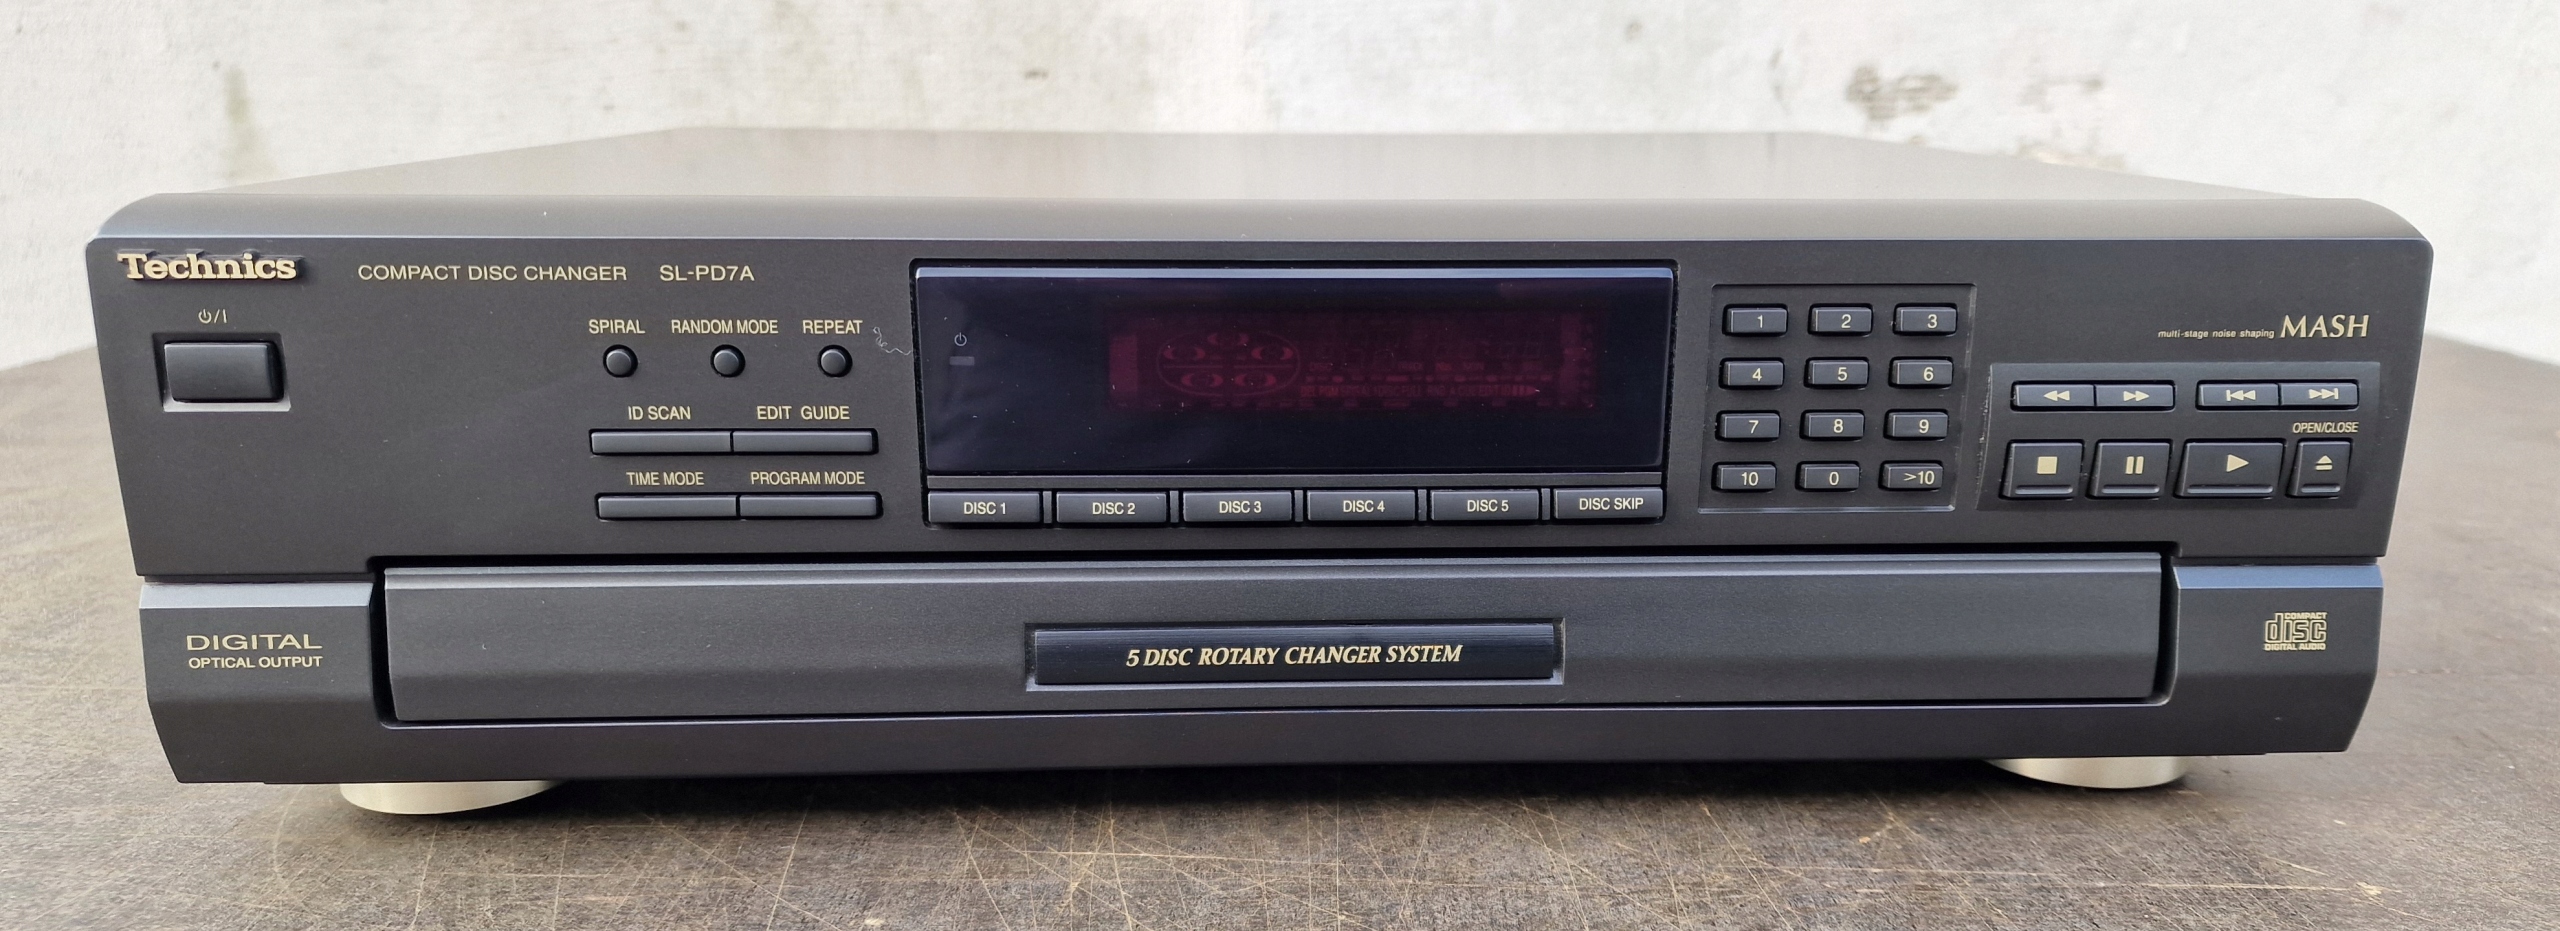 Technics
COMPACT DISC CHANGER SL-PD7A
⏻/I
SPIRAL RANDOM MODE REPEAT
ID SCAN EDIT GUIDE
TIME MODE PROGRAM MODE
DISC 1 DISC 2 DISC 3 DISC 4 DISC 5 DISC SKIP
1 2 3
4 5 6
7 8 9
10 0 >10
multi-stage noise shaping MASH
OPEN/CLOSE
DIGITAL
OPTICAL OUTPUT
5 DISC ROTARY CHANGER SYSTEM
COMPACT
disc
DIGITAL AUDIO